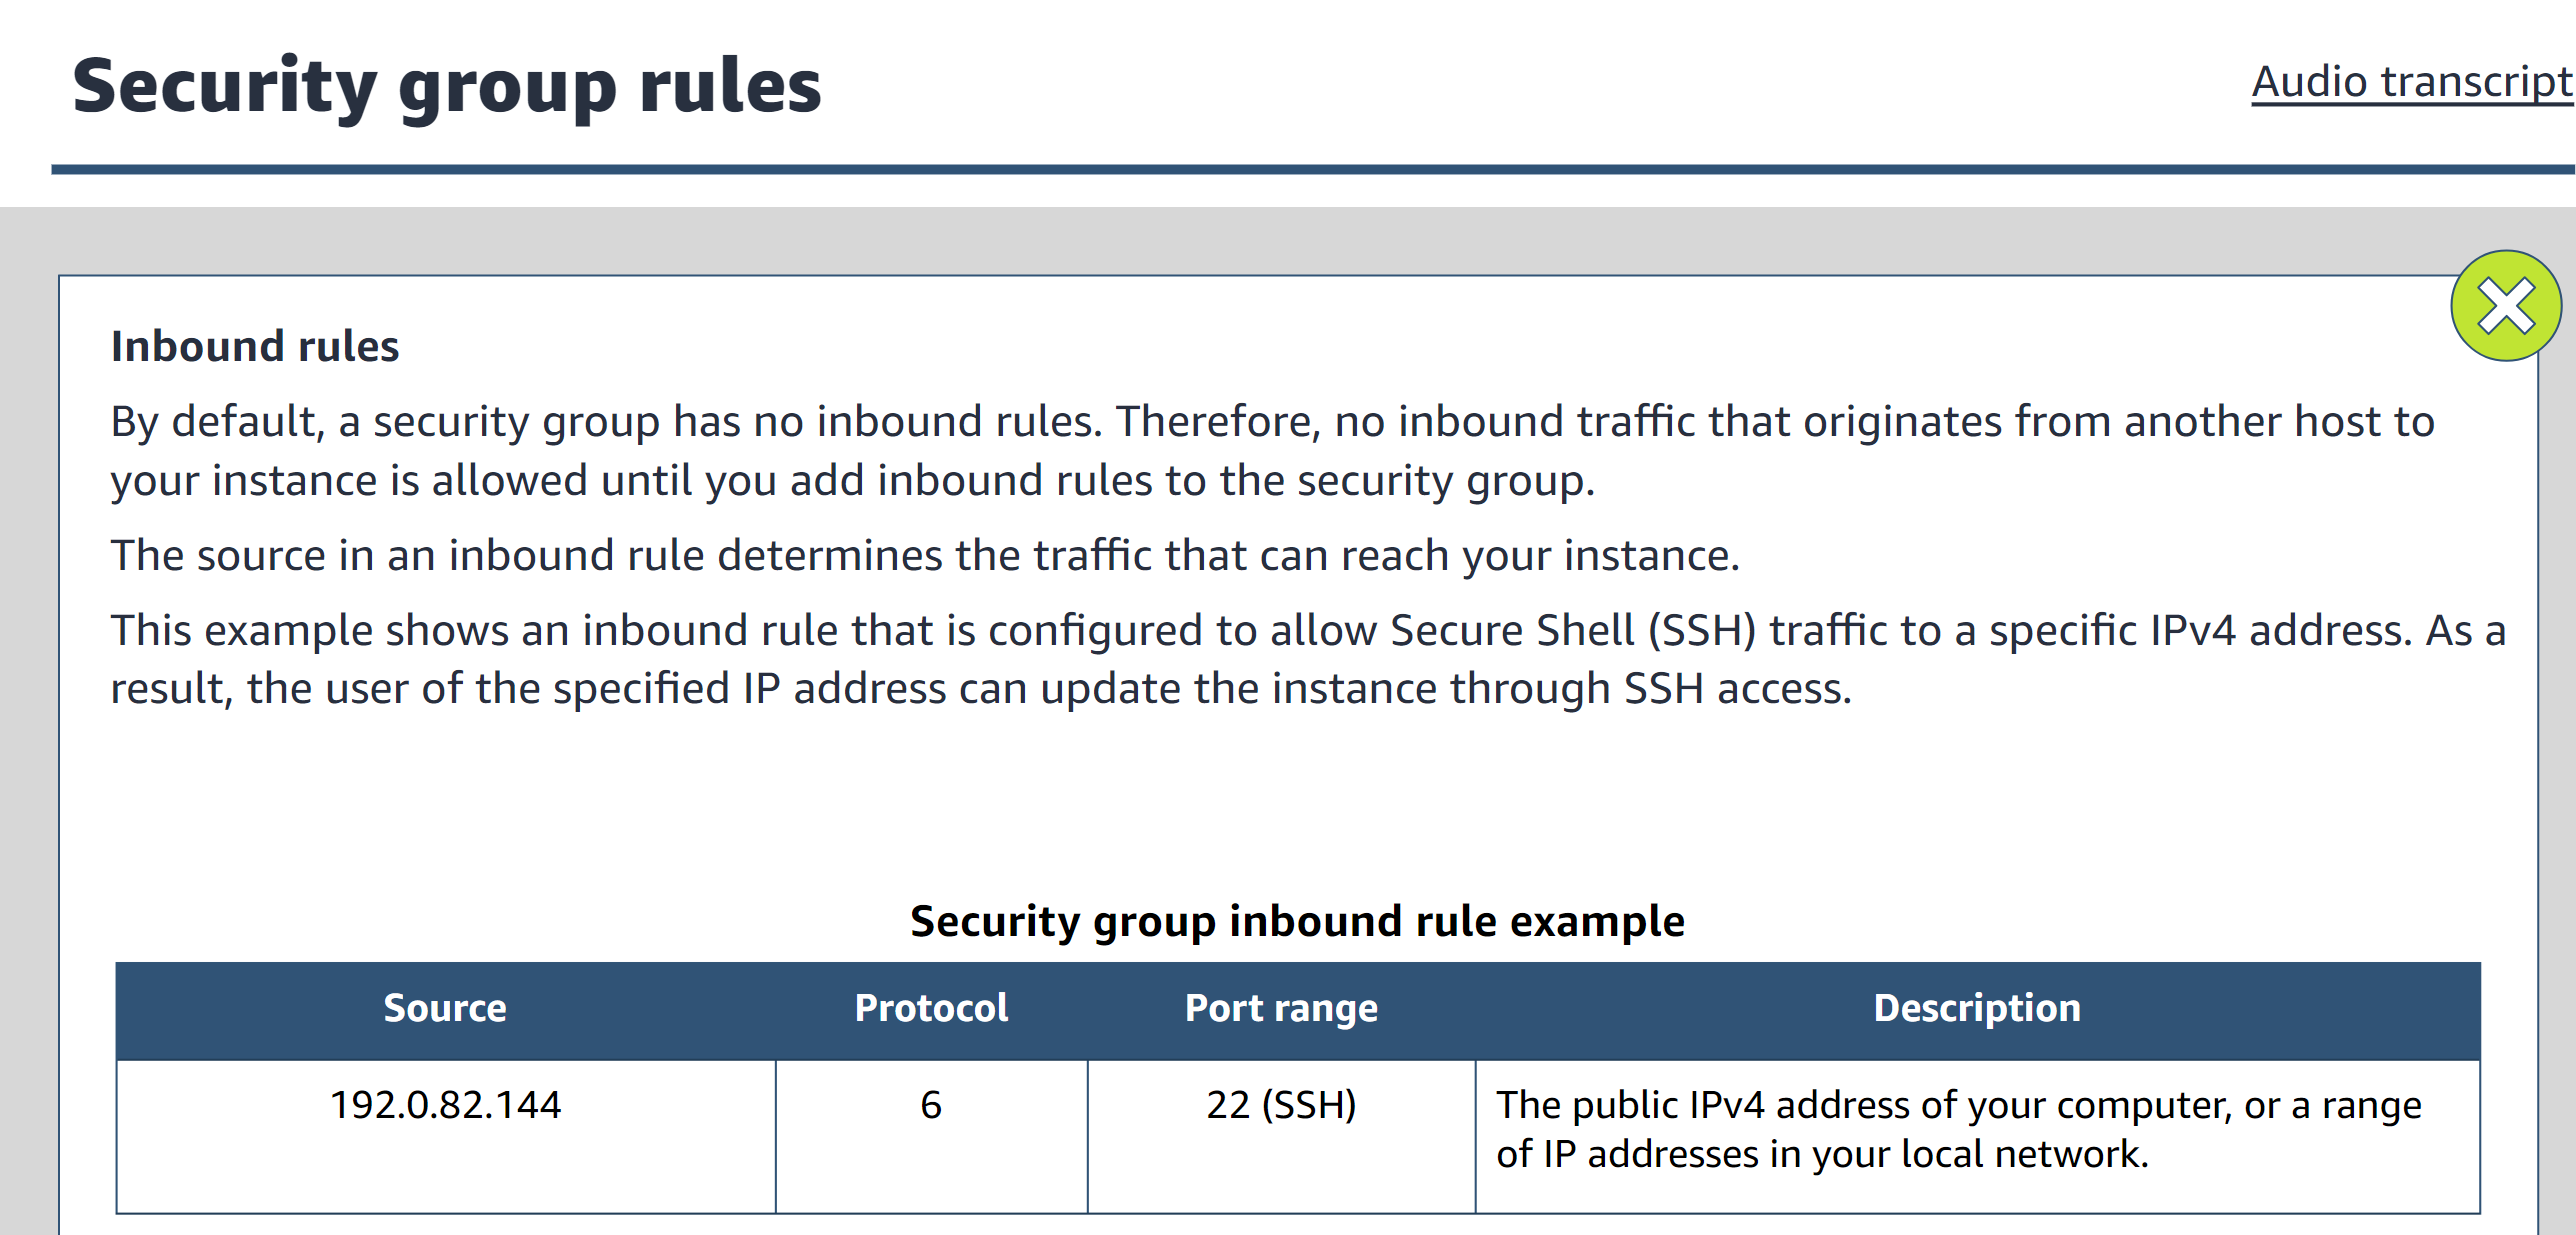 Security group rules
Audio transcript
Inbound rules
By default, a security group has no inbound rules. Therefore, no inbound traffic that originates from another host to
your instance is allowed until you add inbound rules to the security group.
The source in an inbound rule determines the traffic that can reach your instance.
This example shows an inbound rule that is configured to allow Secure Shell (SSH) traffic to a specific IPv4 address. As a
result, the user of the specified IP address can update the instance through SSH access.
Security group inbound rule example
Source Protocol Port range Description
192.0.82.144 6 22 (SSH) The public IPv4 address of your computer, or a range
of IP addresses in your local network.